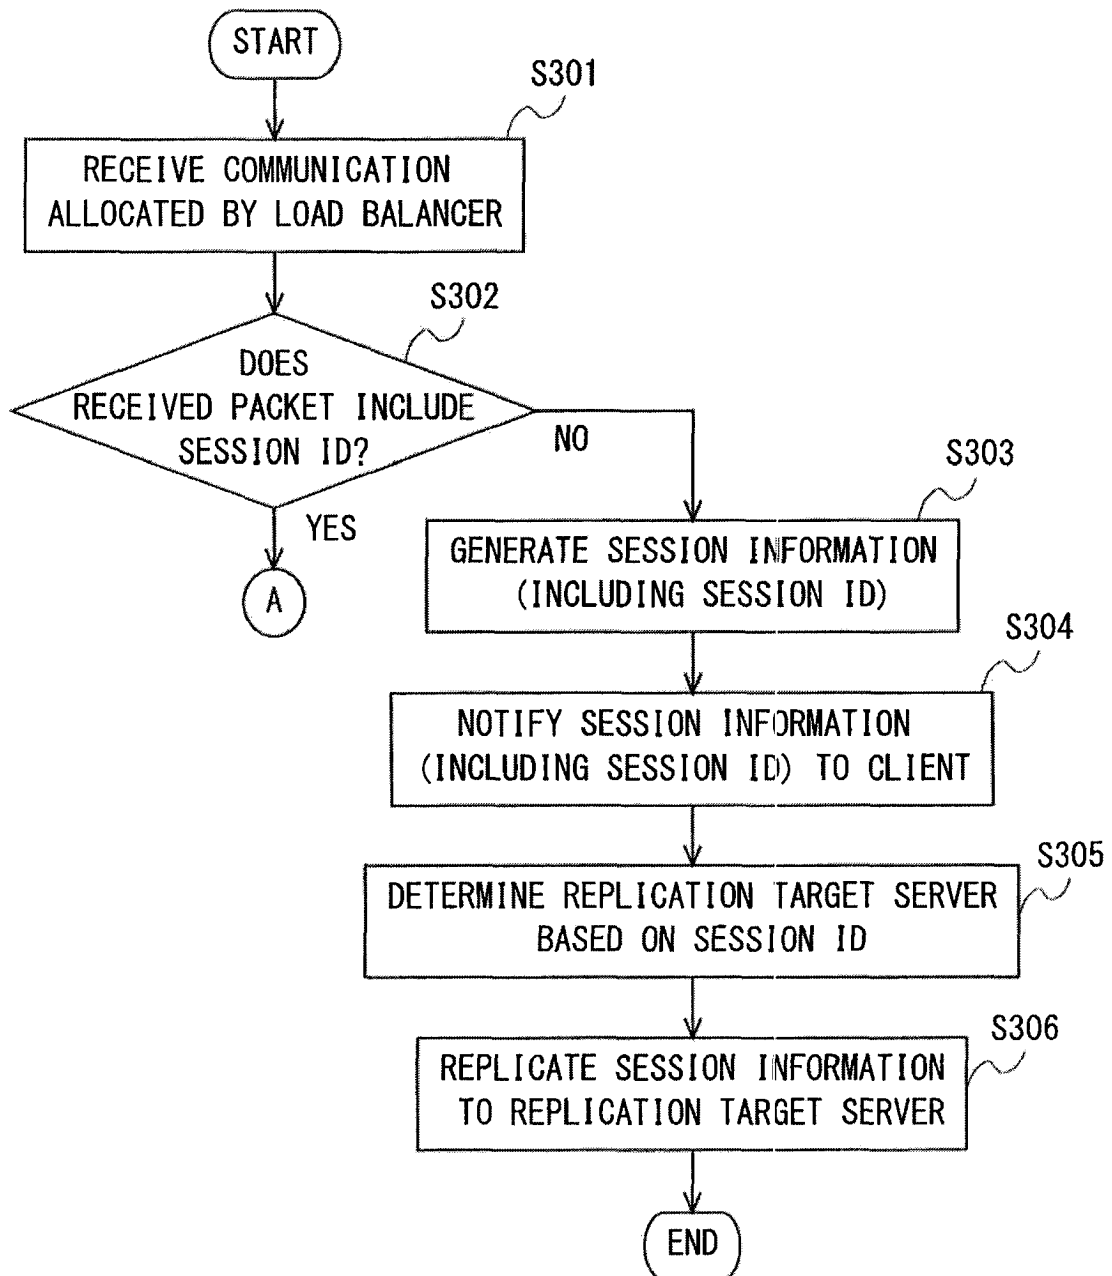 START
S301
RECEIVE COMMUNICATION
ALLOCATED BY LOAD BALANCER
S302
DOES
RECEIVED PACKET INCLUDE
SESSION ID?
NO
YES
A
S303
GENERATE SESSION INFORMATION
(INCLUDING SESSION ID)
S304
NOTIFY SESSION INFORMATION
(INCLUDING SESSION ID) TO CLIENT
S305
DETERMINE REPLICATION TARGET SERVER
BASED ON SESSION ID
S306
REPLICATE SESSION INFORMATION
TO REPLICATION TARGET SERVER
END